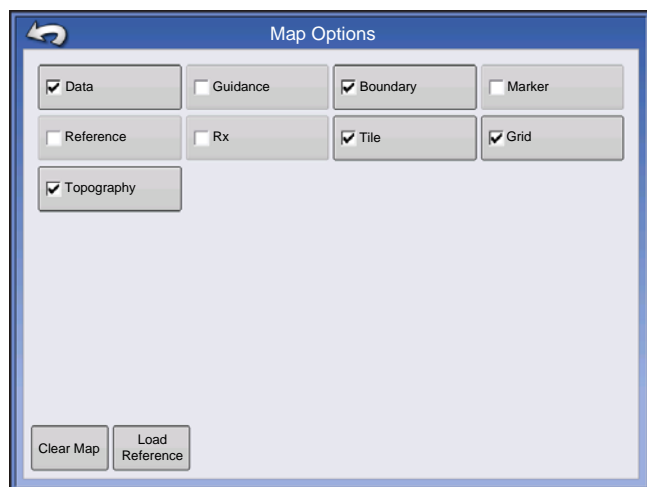 Map Options
Data
Guidance
Boundary
Marker
Reference
Rx
Tile
Grid
Topography
Clear Map
Load
Reference